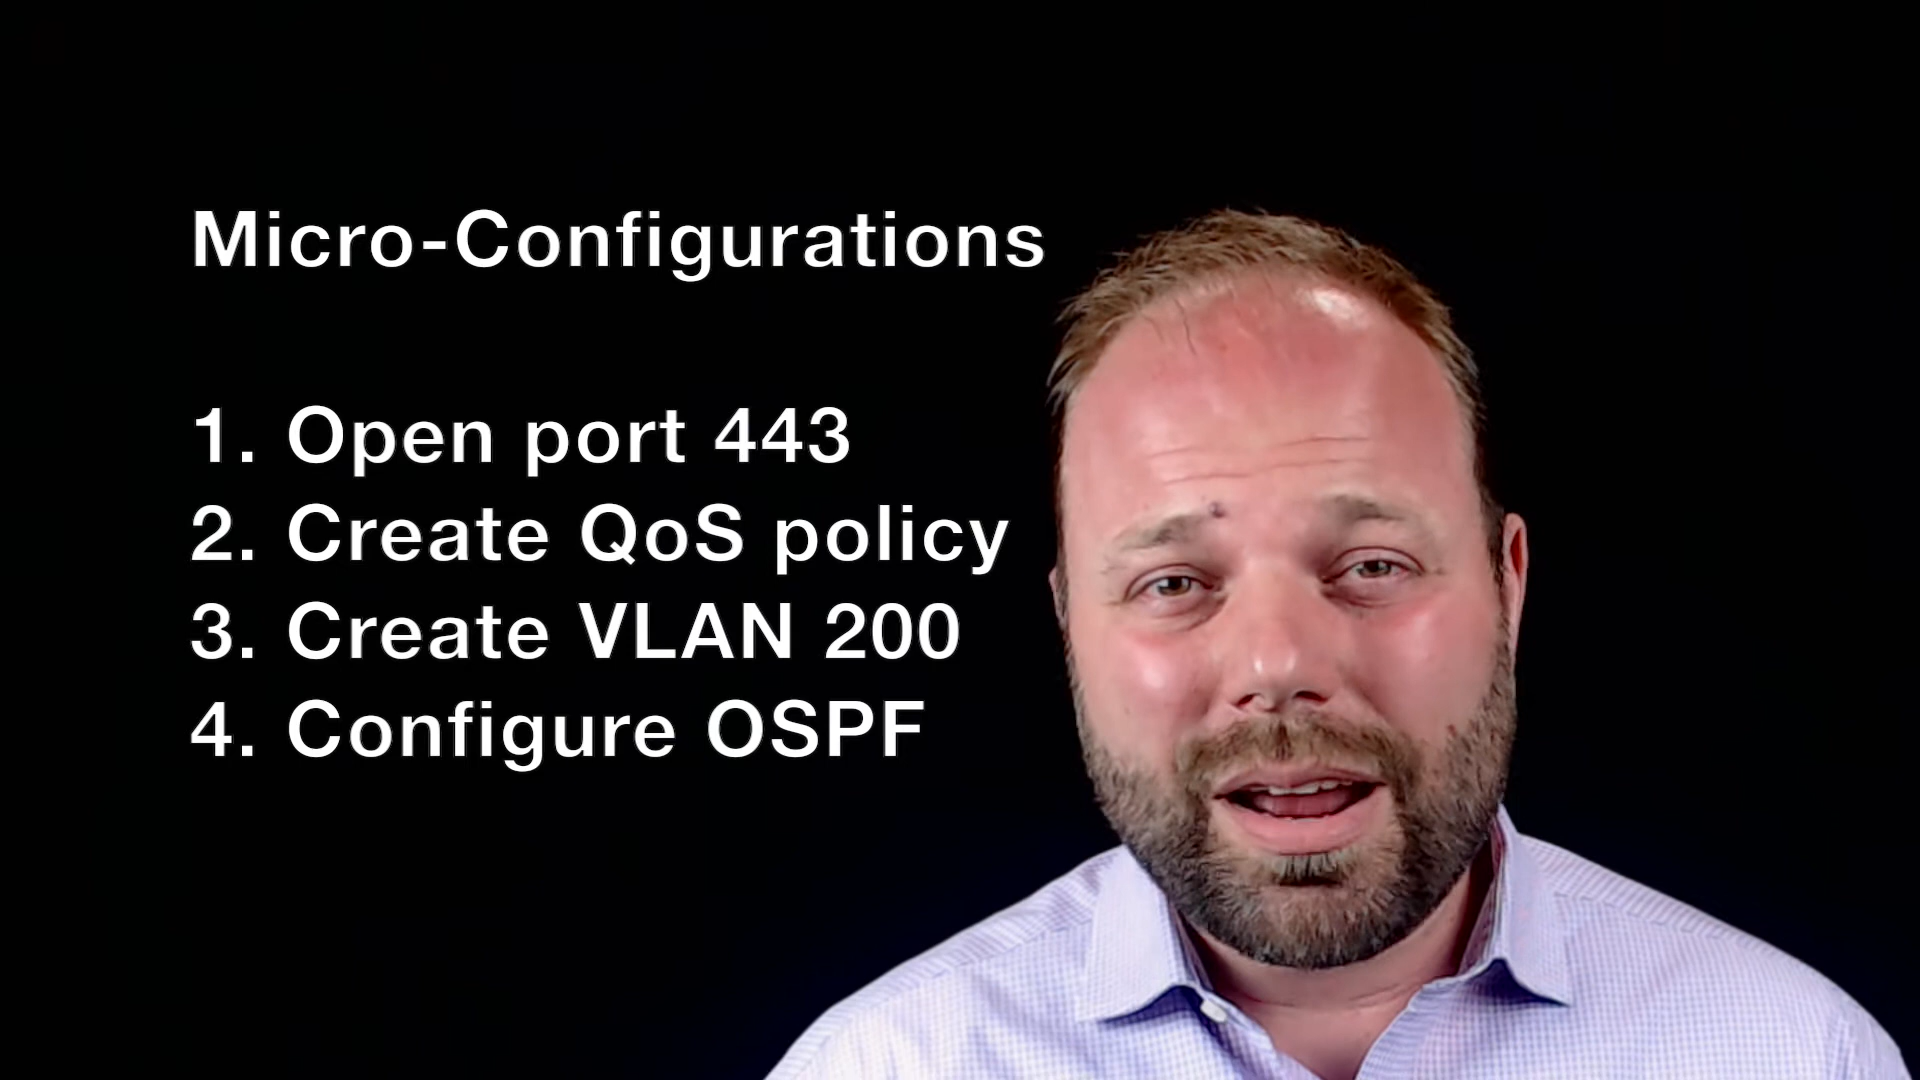 Micro-Configurations
1. Open port 443
2. Create QoS policy
3. Create VLAN 200
4. Configure OSPF